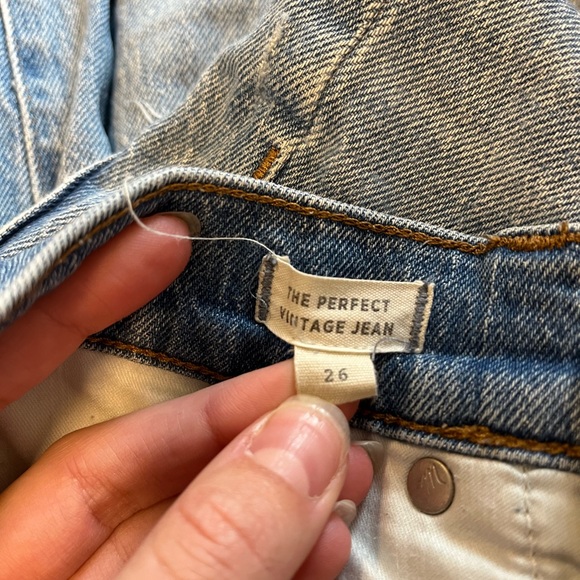 THE PERFECT
VINTAGE JEAN
26